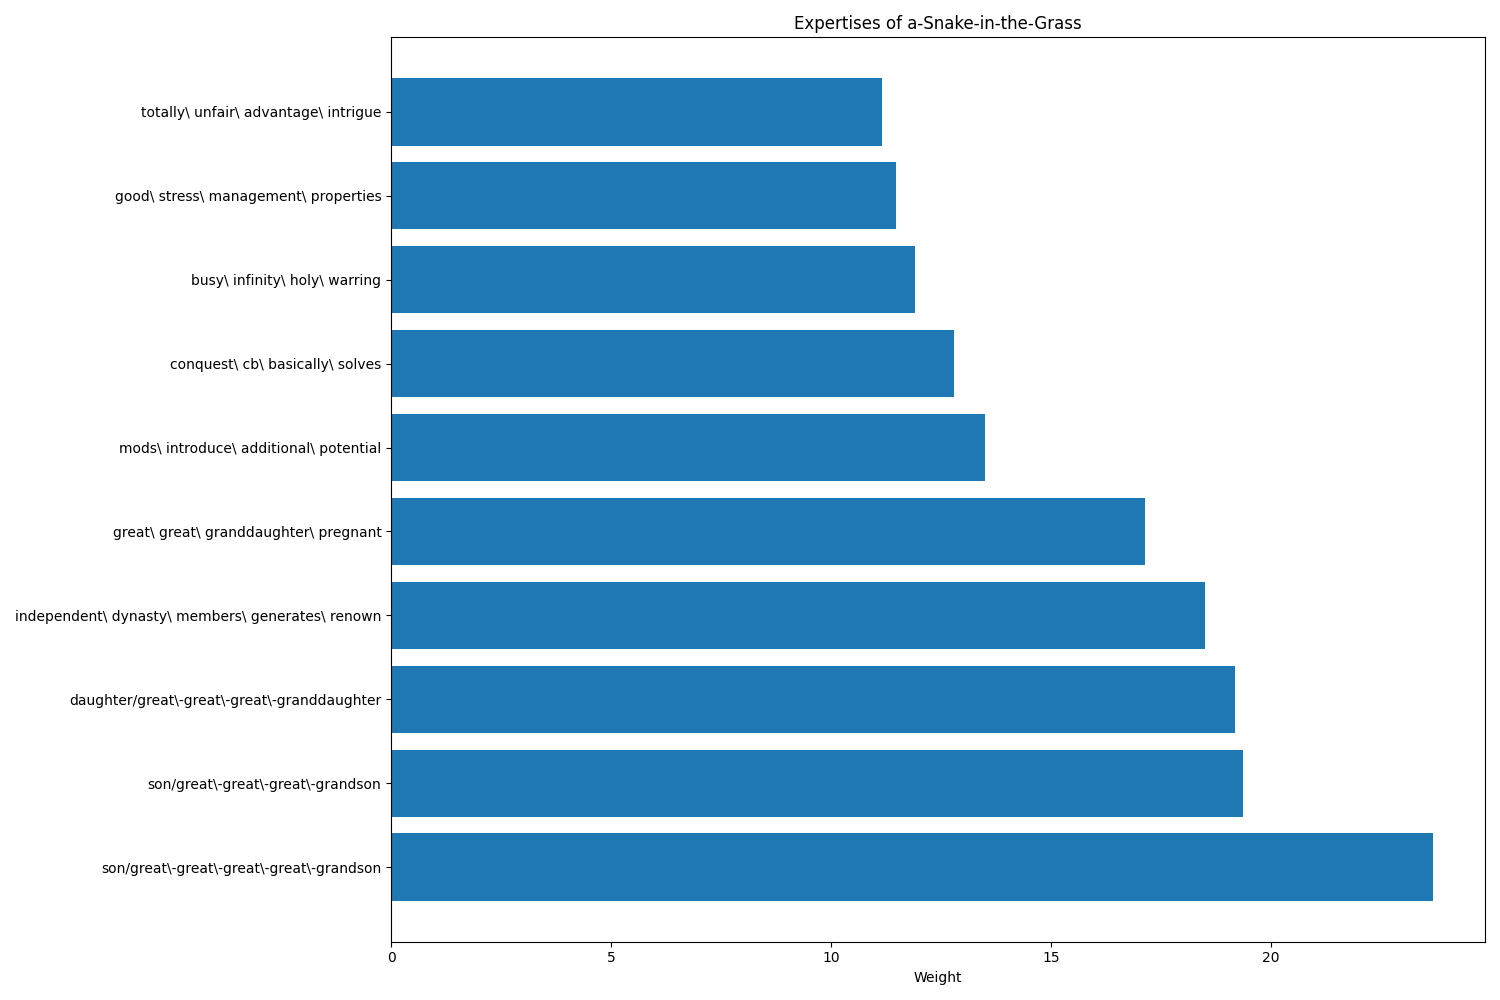 Expertises of a-Snake-in-the-Grass
totally\ unfair\ advantage\ intrigue
good\ stress\ management\ properties
busy\ infinity\ holy\ warring
conquest\ cb\ basically\ solves
mods\ introduce\ additional\ potential
great\ great\ granddaughter\ pregnant
independent\ dynasty\ members\ generates\ renown
daughter/great\-great\-great\-granddaughter
son/great\-great\-great\-grandson
son/great\-great\-great\-great\-grandson
0 5 10 15 20
Weight